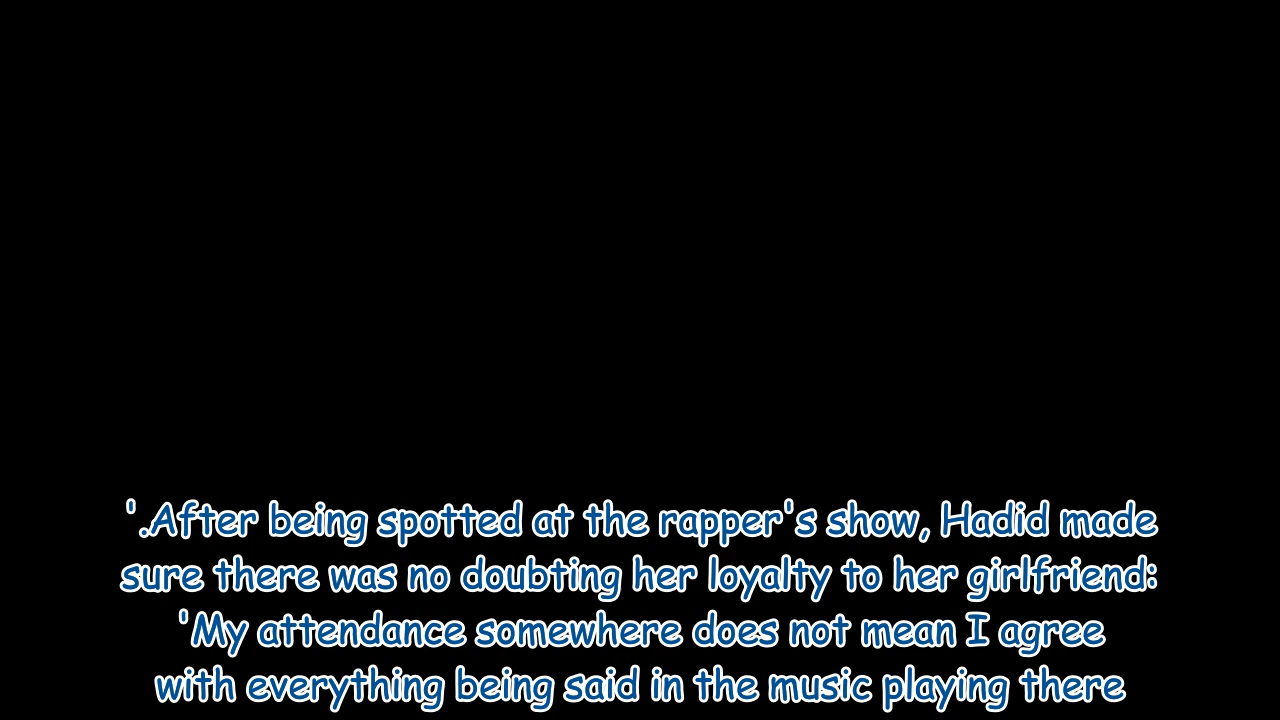 '.After being spotted at the rapper's show, Hadid made
sure there was no doubting her loyalty to her girlfriend:
'My attendance somewhere does not mean I agree
with everything being said in the music playing there